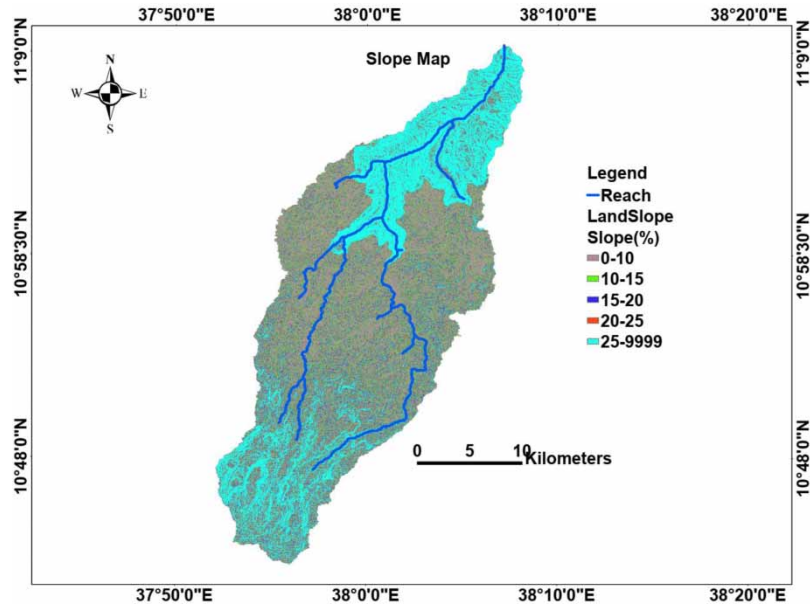 37°50'0"E 38°0'0"E 38°10'0"E 38°20'0"E
11°9'0"N
11°9'0"N
Slope Map
N
W E
S
Legend
Reach
LandSlope
Slope(%)
0-10
10-15
15-20
20-25
25-9999
10°58'30"N
10°58'30"N
10°48'0"N
10°48'0"N
0 5 10
Kilometers
37°50'0"E 38°0'0"E 38°10'0"E 38°20'0"E